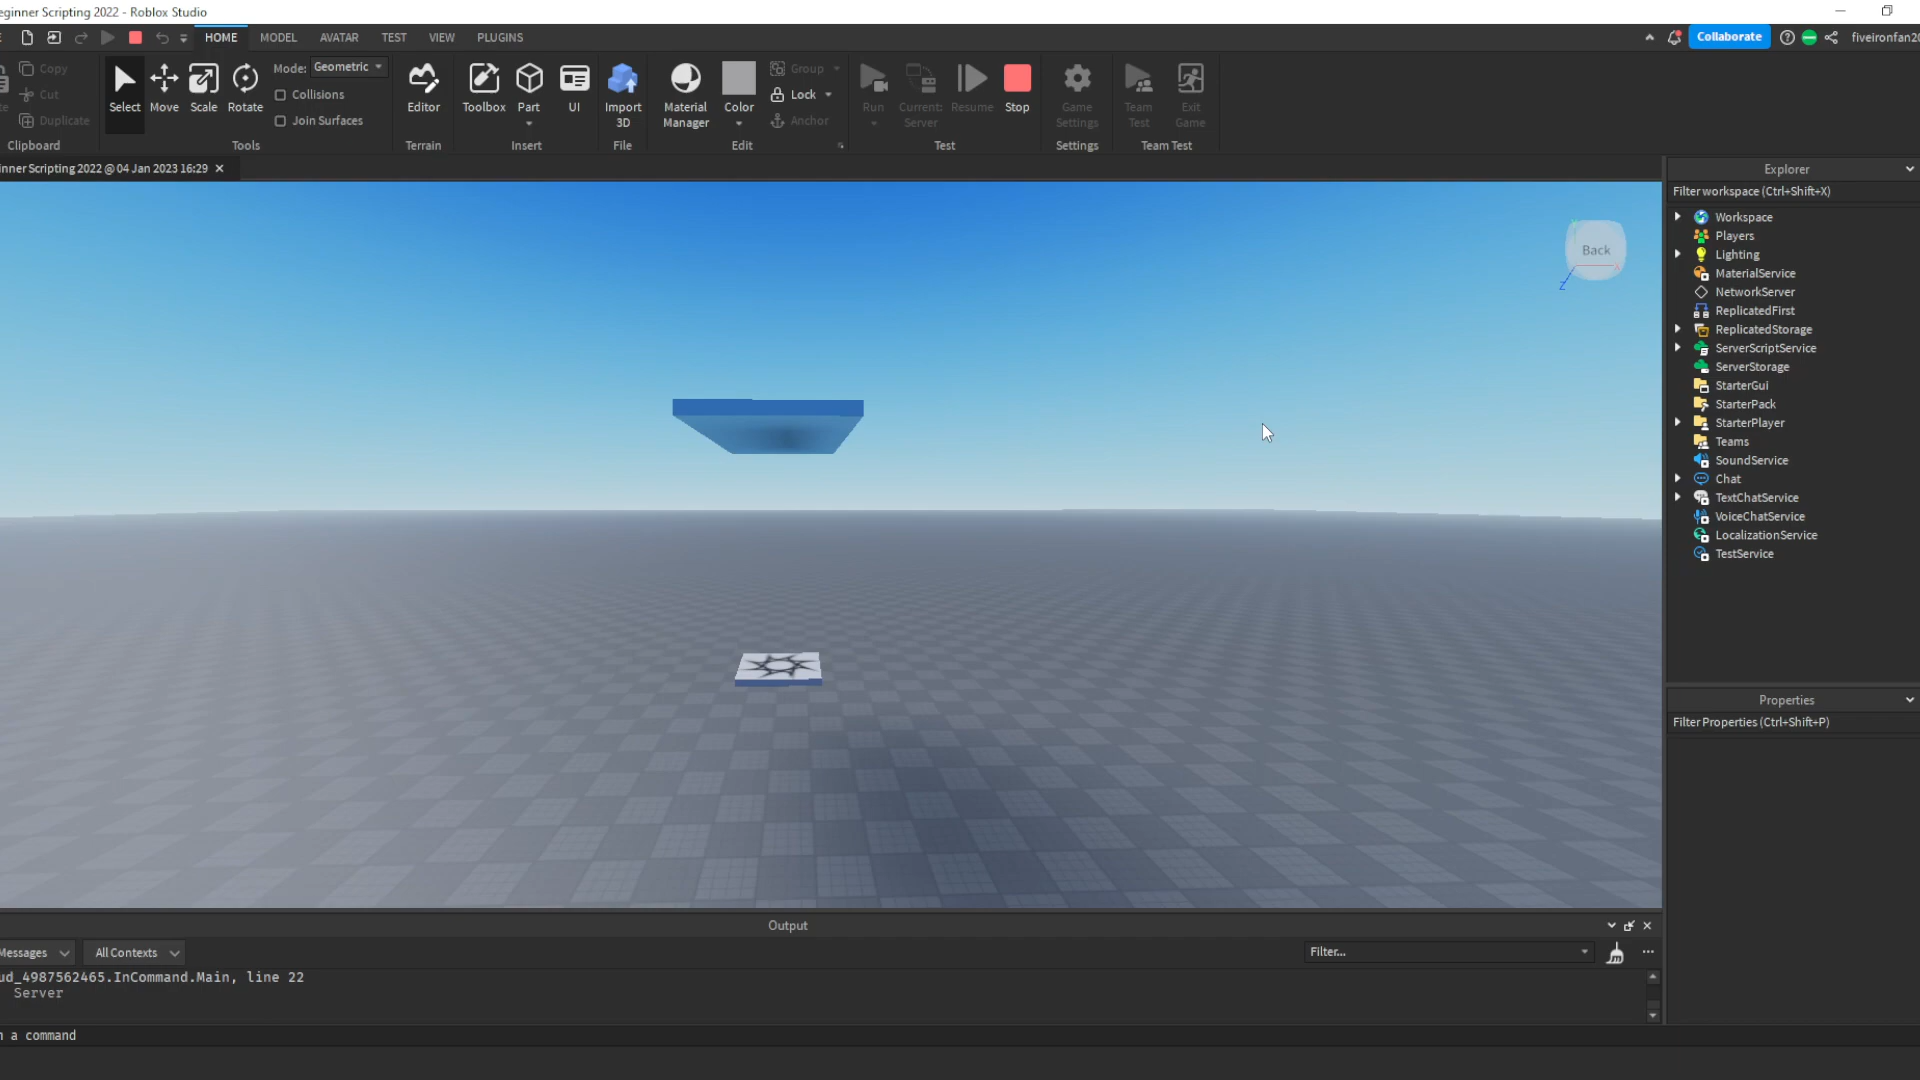 eginner Scripting 2022 - Roblox Studio
HOME MODEL AVATAR TEST VIEW PLUGINS
Collaborate
fiveironfan20
Copy
Cut
Duplicate
Clipboard
Select Move Scale Rotate
Mode: Geometric
Collisions
Join Surfaces
Tools
Editor
Terrain
Toolbox Part UI
Insert
Import
3D
File
Material
Manager
Color
Group
Lock
Anchor
Edit
Run
Current:
Server
Resume Stop
Test
Game
Settings
Settings
Team
Test
Exit
Game
Team Test
nner Scripting 2022 @ 04 Jan 2023 16:29
Back
X
Z
Explorer
Filter workspace (Ctrl+Shift+X)
Workspace
Players
Lighting
MaterialService
NetworkServer
ReplicatedFirst
ReplicatedStorage
ServerScriptService
ServerStorage
StarterGui
StarterPack
StarterPlayer
Teams
SoundService
Chat
TextChatService
VoiceChatService
LocalizationService
TestService
Properties
Filter Properties (Ctrl+Shift+P)
Output
Messages All Contexts Filter...
ud_4987562465.InCommand.Main, line 22
Server
n a command